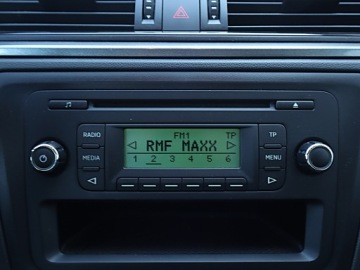 FM1 TP
RMF MAXX
1 2 3 4 5 6
RADIO
MEDIA
TP
MENU